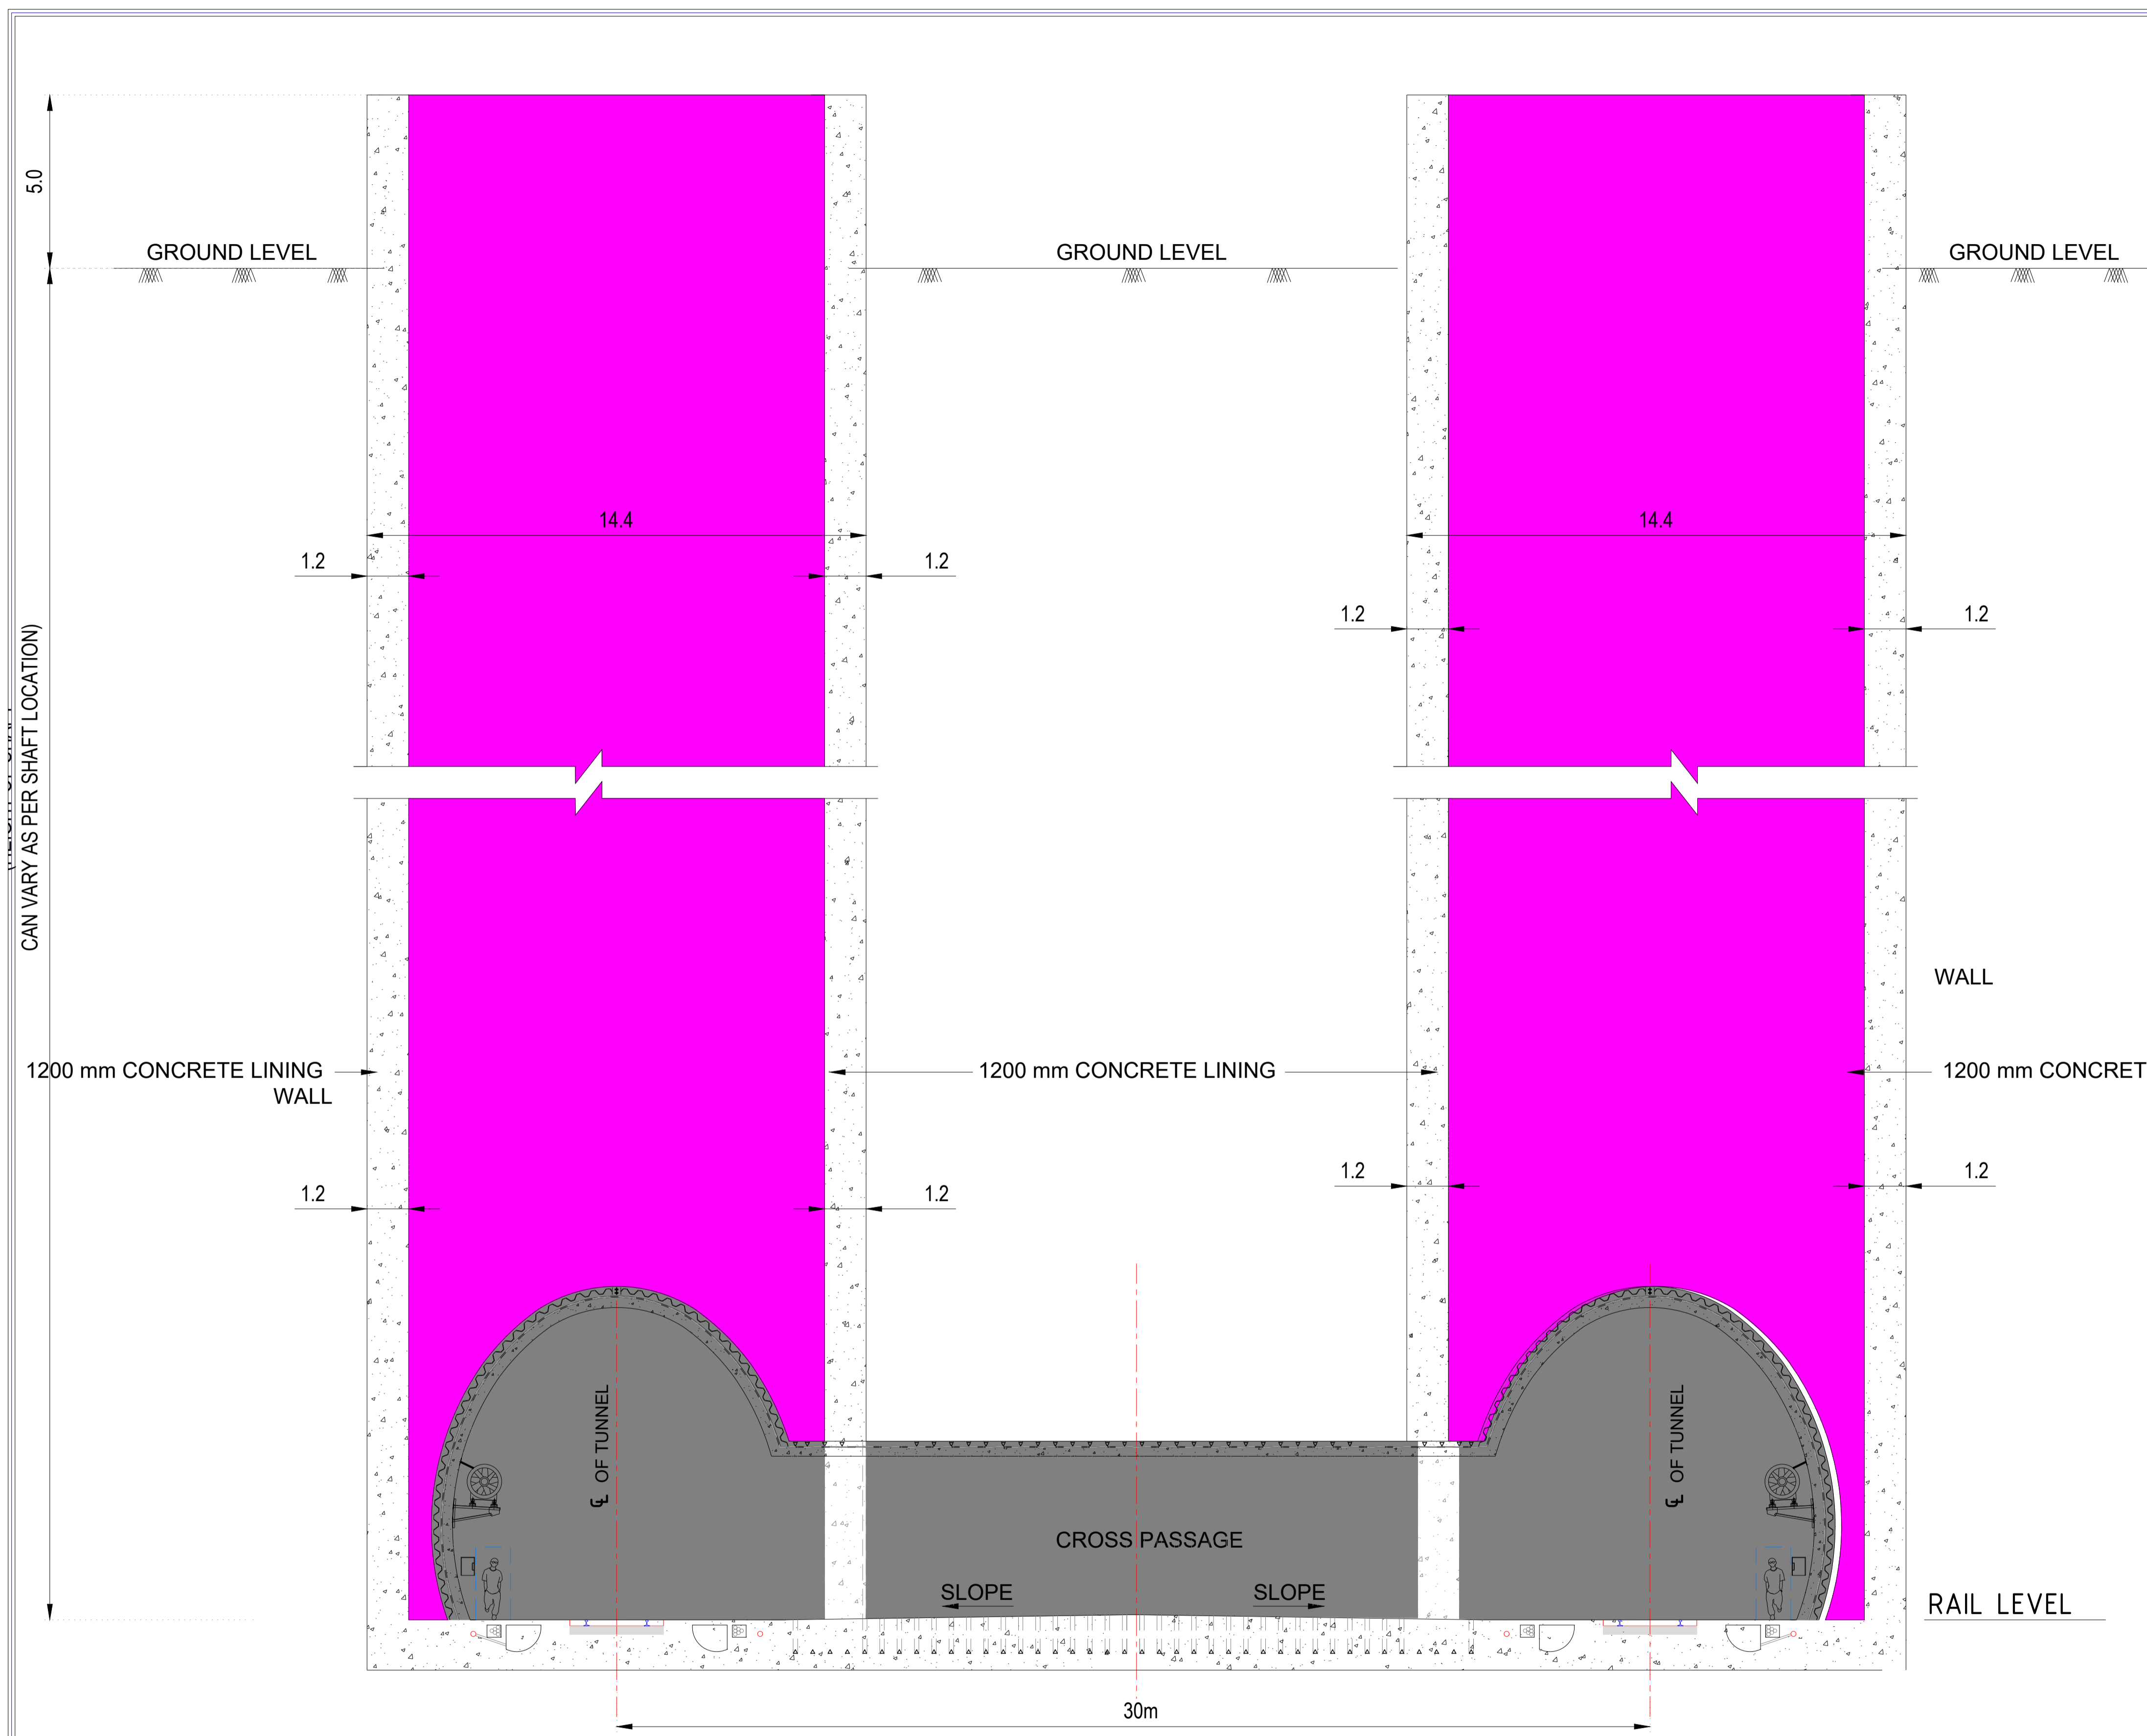 5.0
GROUND LEVEL
GROUND LEVEL
GROUND LEVEL
14.4
14.4
1.2
1.2
1.2
1.2
CAN VARY AS PER SHAFT LOCATION)
WALL
1200 mm CONCRETE LINING
WALL
1200 mm CONCRETE LINING
1200 mm CONCRET
1.2
1.2
1.2
1.2
℄ OF TUNNEL
℄ OF TUNNEL
CROSS PASSAGE
SLOPE
SLOPE
RAIL LEVEL
30m